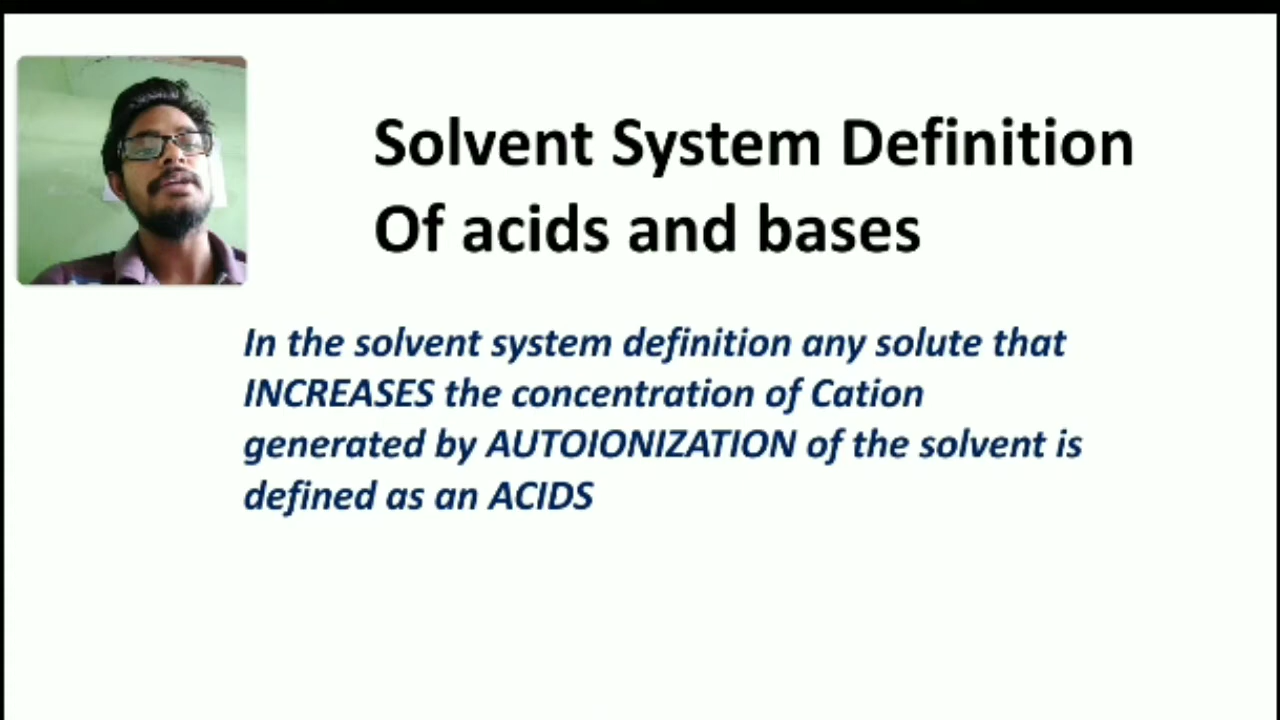 Solvent System Definition
Of acids and bases
In the solvent system definition any solute that
INCREASES the concentration of Cation
generated by AUTOIONIZATION of the solvent is
defined as an ACIDS